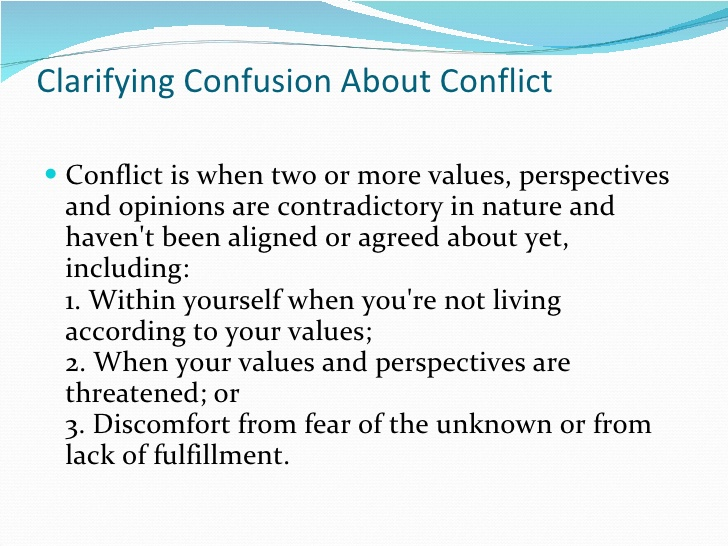 Clarifying Confusion About Conflict
• Conflict is when two or more values, perspectives
and opinions are contradictory in nature and
haven't been aligned or agreed about yet,
including:
1. Within yourself when you're not living
according to your values;
2. When your values and perspectives are
threatened; or
3. Discomfort from fear of the unknown or from
lack of fulfillment.